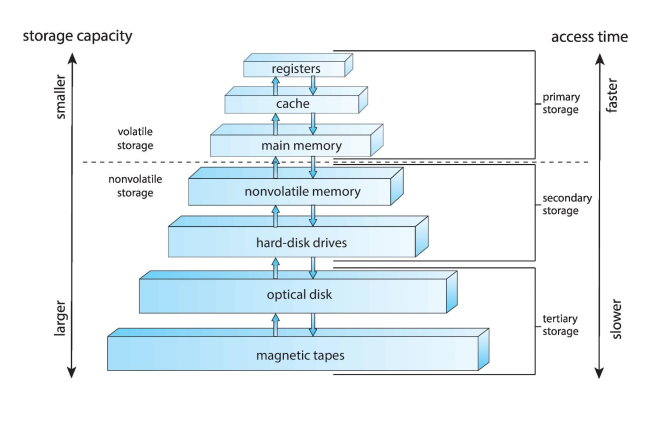 storage capacity
access time
smaller
larger
faster
slower
registers
cache
main memory
nonvolatile memory
hard-disk drives
optical disk
magnetic tapes
volatile
storage
nonvolatile
storage
primary
storage
secondary
storage
tertiary
storage